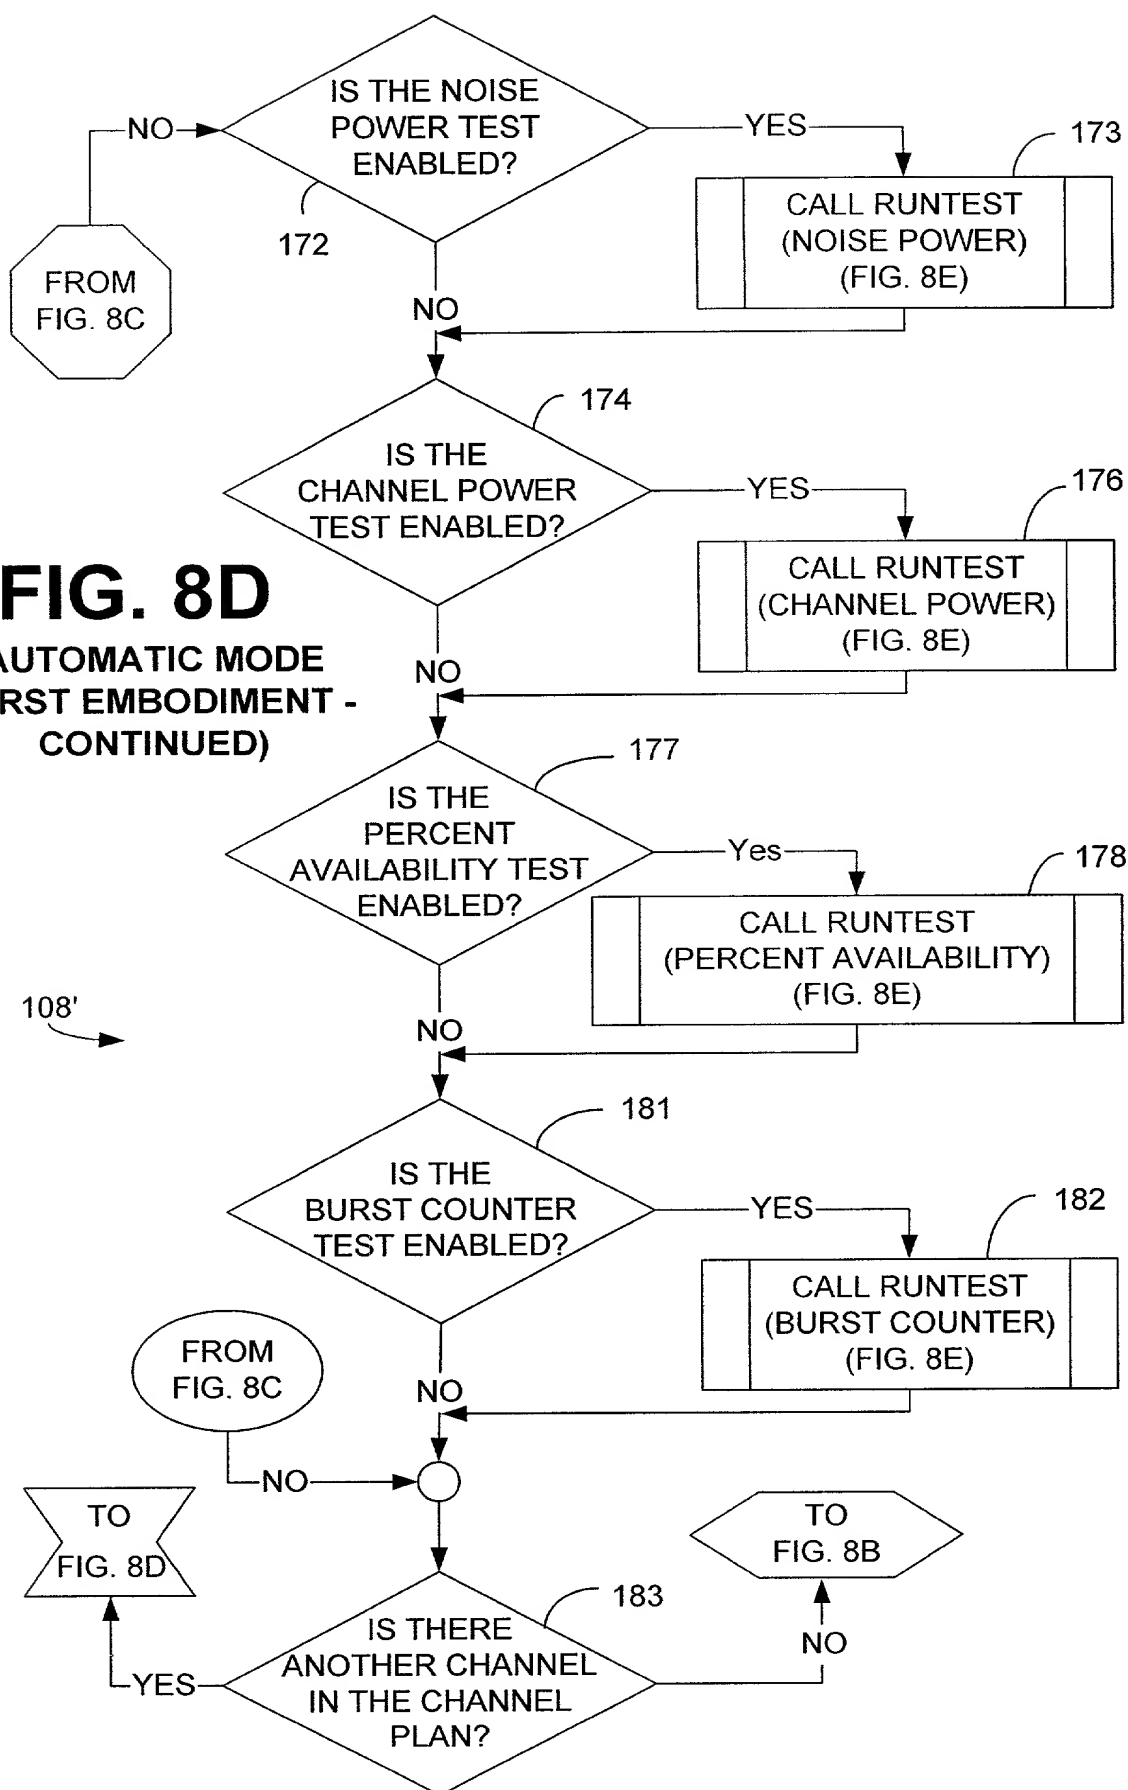 IS THE NOISE
POWER TEST
ENABLED?
NO
YES
172
173
CALL RUNTEST
(NOISE POWER)
(FIG. 8E)
FROM
FIG. 8C
NO
174
IS THE
CHANNEL POWER
TEST ENABLED?
YES
176
CALL RUNTEST
(CHANNEL POWER)
(FIG. 8E)
NO
FIG. 8D
AUTOMATIC MODE
RST EMBODIMENT -
CONTINUED)
177
IS THE
PERCENT
AVAILABILITY TEST
ENABLED?
Yes
178
CALL RUNTEST
(PERCENT AVAILABILITY)
(FIG. 8E)
108'
NO
181
IS THE
BURST COUNTER
TEST ENABLED?
YES
182
CALL RUNTEST
(BURST COUNTER)
(FIG. 8E)
NO
FROM
FIG. 8C
NO
TO
FIG. 8D
TO
FIG. 8B
183
IS THERE
ANOTHER CHANNEL
IN THE CHANNEL
PLAN?
YES
NO